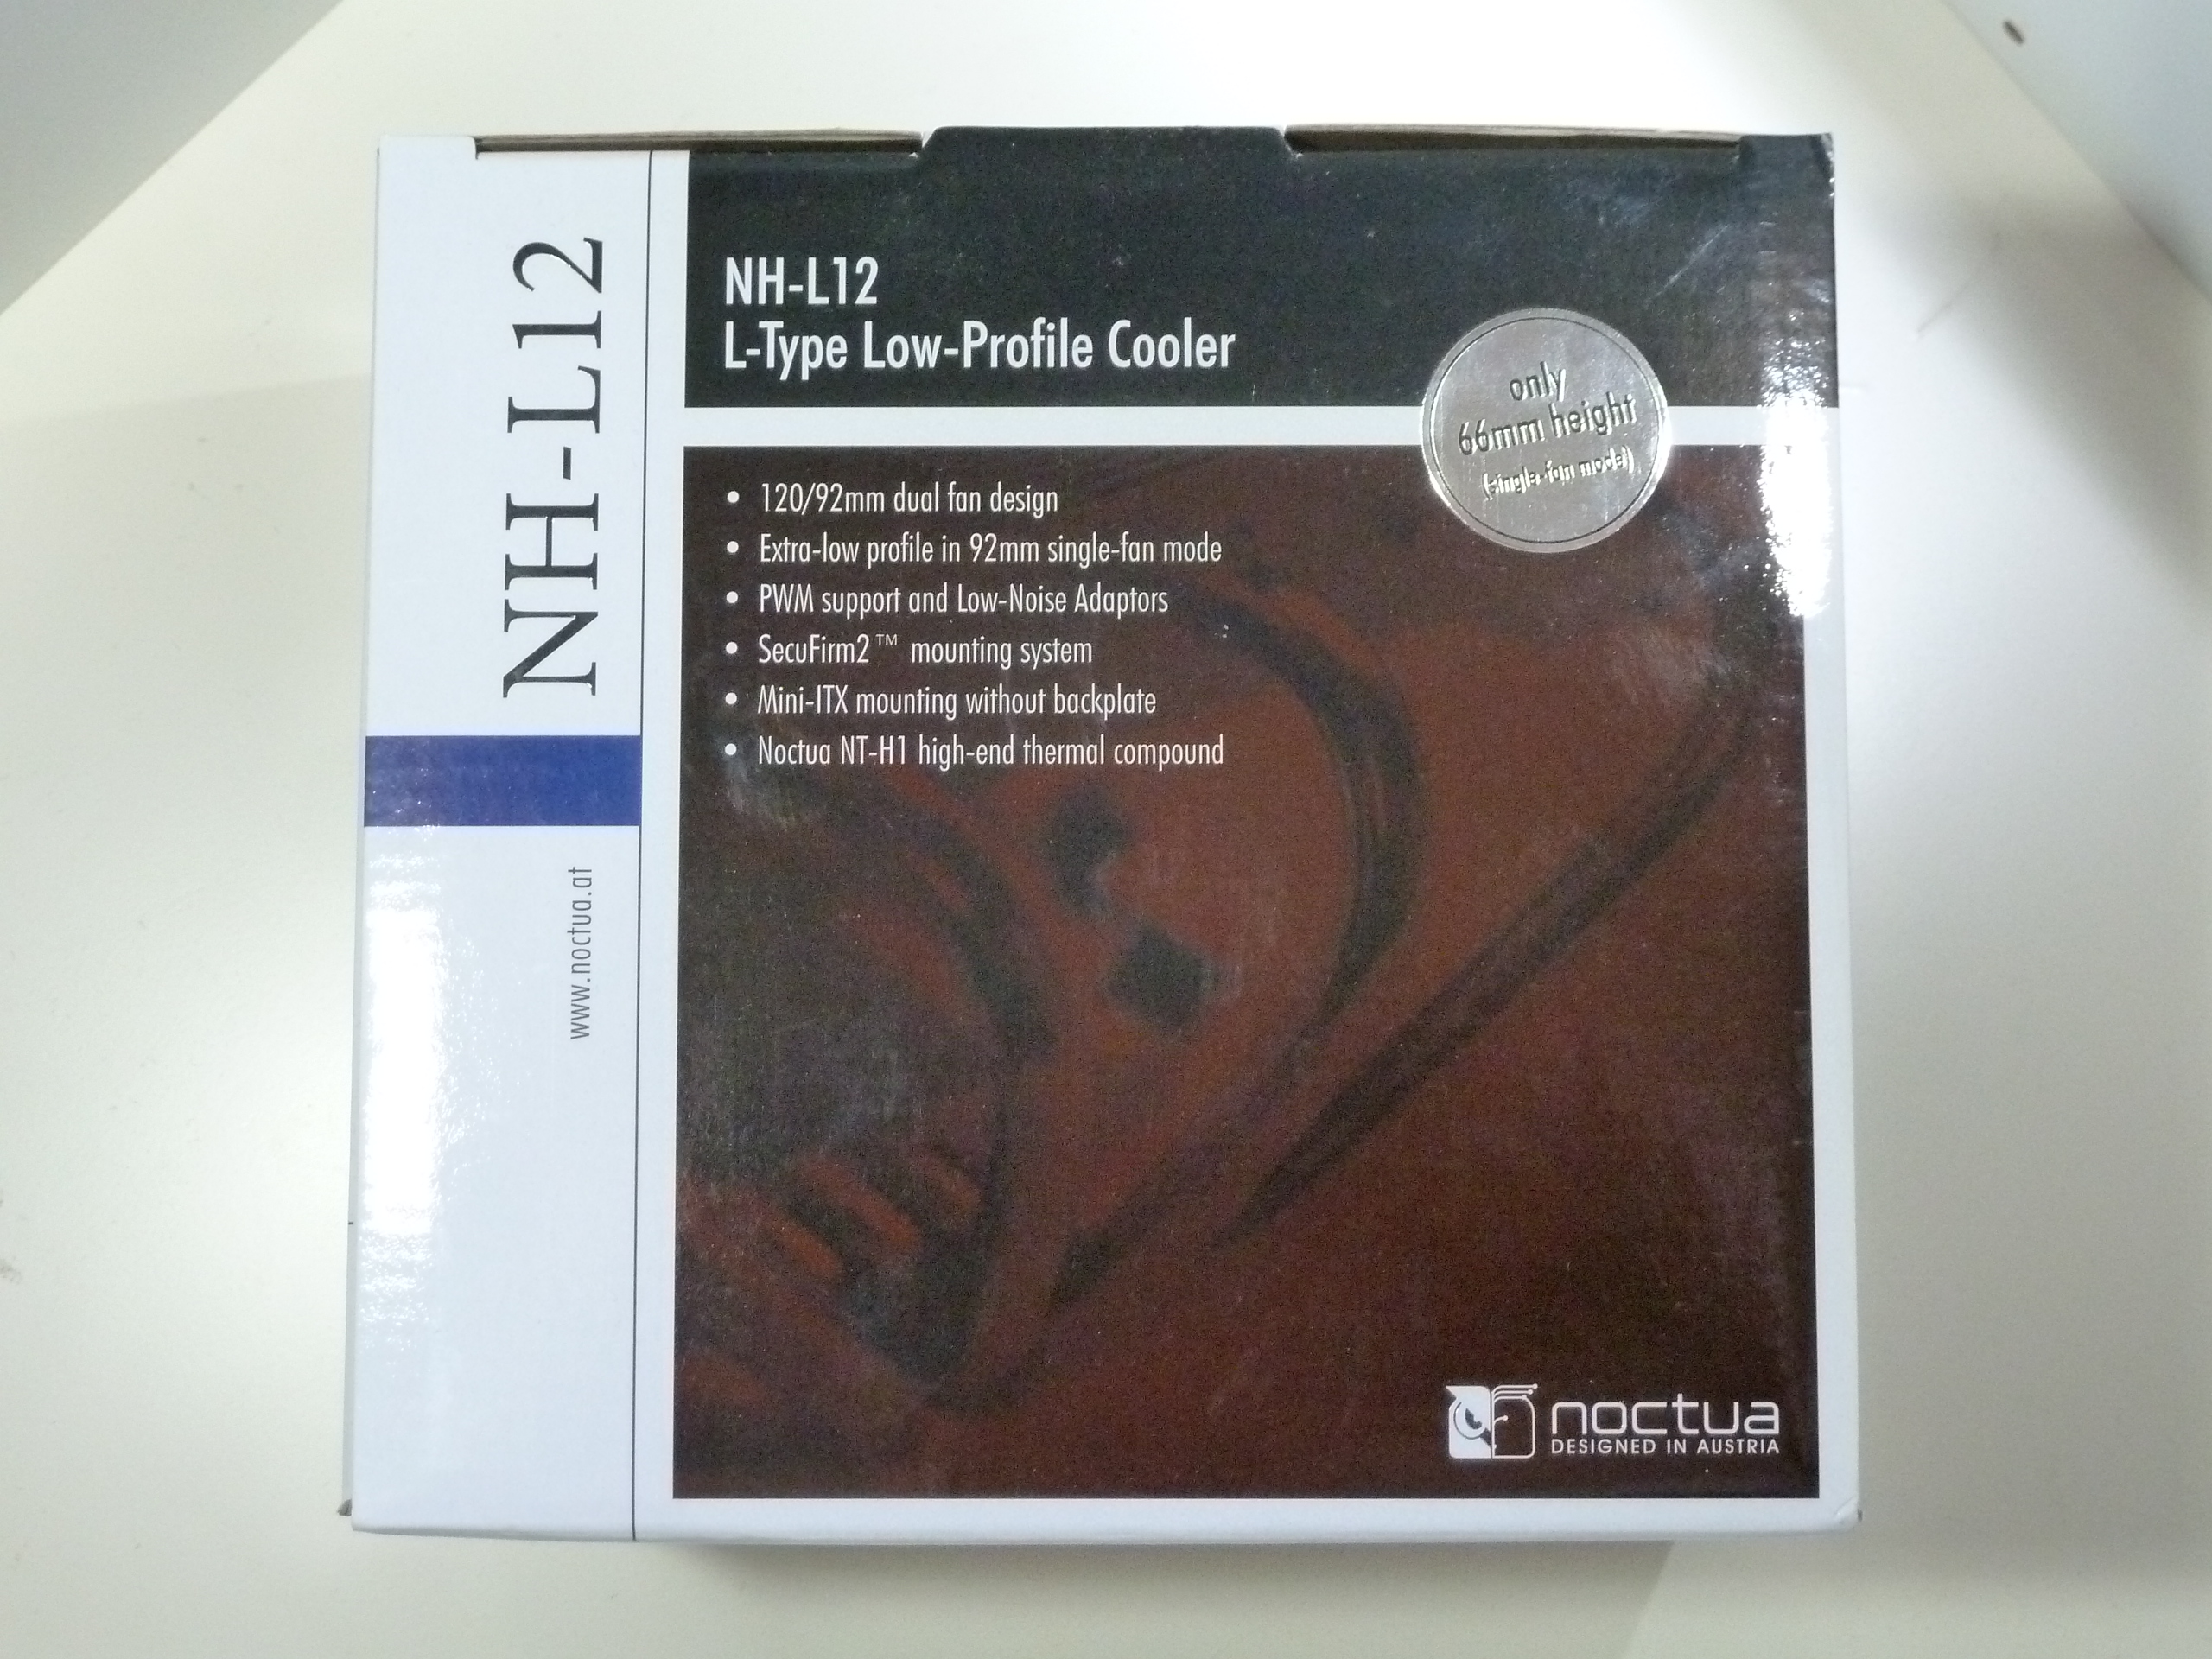 NH-L12
www.noctua.at
NH-L12
L-Type Low-Profile Cooler
only
66mm height
(single-fan mode)
• 120/92mm dual fan design
• Extra-low profile in 92mm single-fan mode
• PWM support and Low-Noise Adaptors
• SecuFirm2™ mounting system
• Mini-ITX mounting without backplate
• Noctua NT-H1 high-end thermal compound
noctua
DESIGNED IN AUSTRIA